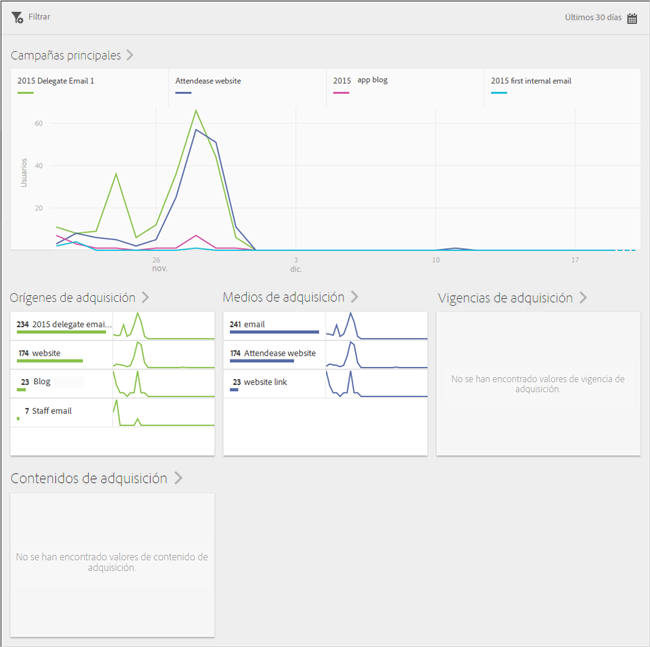 Filtrar
Últimos 30 días
Campañas principales
2015 Delegate Email 1
Attendease website
2015 app blog
2015 first internal email
Usuarios
60
40
20
26
nov.
3
dic.
10
17
Orígenes de adquisición
234 2015 delegate emai...
174 website
23 Blog
7 Staff email
Medios de adquisición
241 email
174 Attendease website
23 website link
Vigencias de adquisición
No se han encontrado valores de vigencia de
adquisición.
Contenidos de adquisición
No se han encontrado valores de contenido de
adquisición.